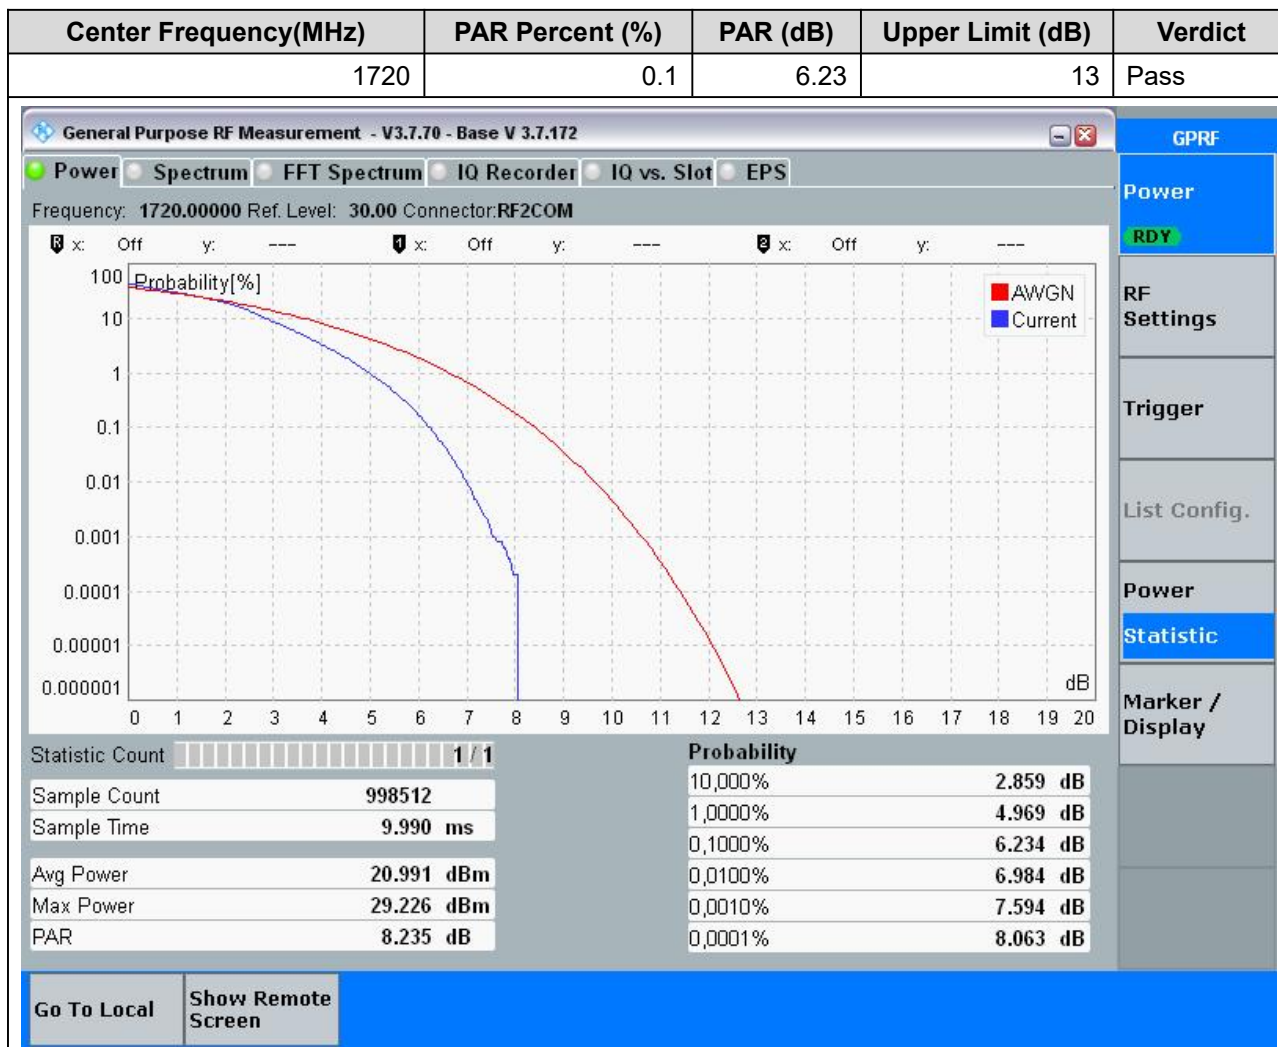 Center Frequency(MHz) PAR Percent (%) PAR (dB) Upper Limit (dB) Verdict
1720 0.1 6.23 13 Pass
General Purpose RF Measurement - V3.7.70 - Base V 3.7.172
GPRF
Power Spectrum FFT Spectrum IQ Recorder IQ vs. Slot EPS
Power
RDY
Frequency: 1720.00000 Ref. Level: 30.00 Connector:RF2COM
R x: Off y: --- 1 x: Off y: --- 2 x: Off y: ---
Probability[%]
AWGN
Current
100
10
1
0.1
0.01
0.001
0.0001
0.00001
0.000001
dB
0 1 2 3 4 5 6 7 8 9 10 11 12 13 14 15 16 17 18 19 20
RF
Settings
Trigger
List Config.
Power
Statistic
Marker /
Display
Statistic Count 1 / 1
Sample Count 998512
Sample Time 9.990 ms
Avg Power 20.991 dBm
Max Power 29.226 dBm
PAR 8.235 dB
Probability
10,000% 2.859 dB
1,0000% 4.969 dB
0,1000% 6.234 dB
0,0100% 6.984 dB
0,0010% 7.594 dB
0,0001% 8.063 dB
Go To Local
Show Remote
Screen